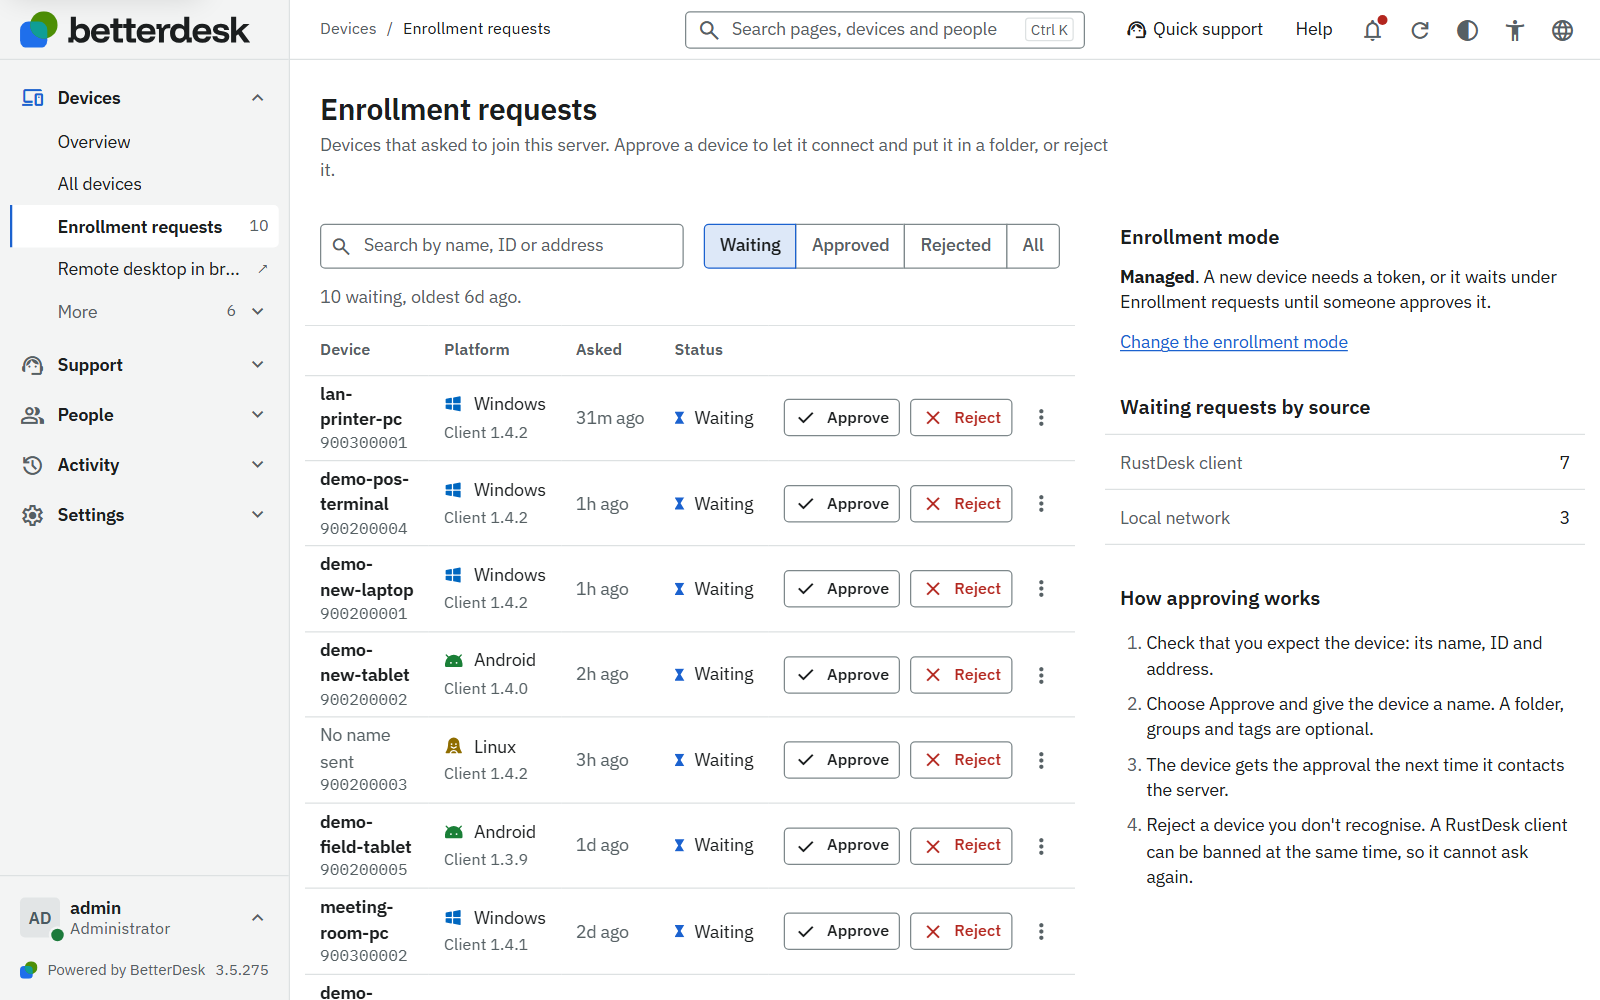 betterdesk
Devices
Overview
All devices
Enrollment requests 10
Remote desktop in br... ↗
More 6
Support
People
Activity
Settings
AD
admin
Administrator
Powered by BetterDesk 3.5.275
Devices / Enrollment requests
Search pages, devices and people Ctrl K
Quick support
Help
Enrollment requests
Devices that asked to join this server. Approve a device to let it connect and put it in a folder, or reject
it.
Search by name, ID or address
Waiting Approved Rejected All
10 waiting, oldest 6d ago.
Device Platform Asked Status
lan-
printer-pc
900300001
Windows
Client 1.4.2
31m ago
Waiting
Approve
Reject
demo-pos-
terminal
900200004
Windows
Client 1.4.2
1h ago
Waiting
Approve
Reject
demo-
new-laptop
900200001
Windows
Client 1.4.2
1h ago
Waiting
Approve
Reject
demo-
new-tablet
900200002
Android
Client 1.4.0
2h ago
Waiting
Approve
Reject
No name
sent
900200003
Linux
Client 1.4.2
3h ago
Waiting
Approve
Reject
demo-
field-tablet
900200005
Android
Client 1.3.9
1d ago
Waiting
Approve
Reject
meeting-
room-pc
900300002
Windows
Client 1.4.1
2d ago
Waiting
Approve
Reject
demo-
Enrollment mode
Managed. A new device needs a token, or it waits under
Enrollment requests until someone approves it.
Change the enrollment mode
Waiting requests by source
RustDesk client 7
Local network 3
How approving works
1. Check that you expect the device: its name, ID and
address.
2. Choose Approve and give the device a name. A folder,
groups and tags are optional.
3. The device gets the approval the next time it contacts
the server.
4. Reject a device you don't recognise. A RustDesk client
can be banned at the same time, so it cannot ask
again.